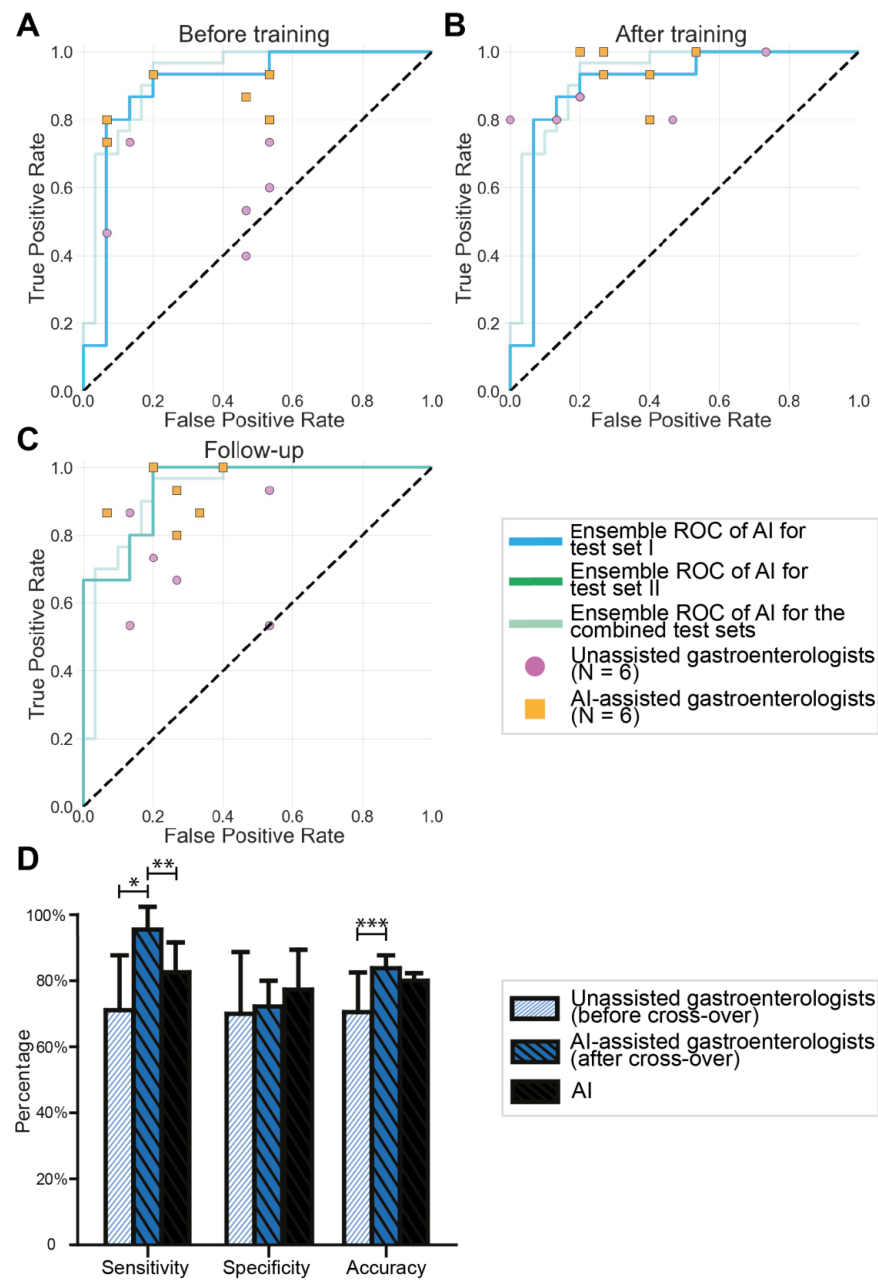 A
Before training
1.0
0.8
0.6
0.4
0.2
0.0
True Positive Rate
0.0 0.2 0.4 0.6 0.8 1.0
False Positive Rate
B
After training
1.0
0.8
0.6
0.4
0.2
0.0
True Positive Rate
0.0 0.2 0.4 0.6 0.8 1.0
False Positive Rate
C
Follow-up
1.0
0.8
0.6
0.4
0.2
0.0
True Positive Rate
0.0 0.2 0.4 0.6 0.8 1.0
False Positive Rate
Ensemble ROC of AI for
test set I
Ensemble ROC of AI for
test set II
Ensemble ROC of AI for the
combined test sets
Unassisted gastroenterologists
(N = 6)
AI-assisted gastroenterologists
(N = 6)
D
* ** ***
100%
80%
60%
40%
20%
0
Percentage
Sensitivity Specificity Accuracy
Unassisted gastroenterologists
(before cross-over)
AI-assisted gastroenterologists
(after cross-over)
AI